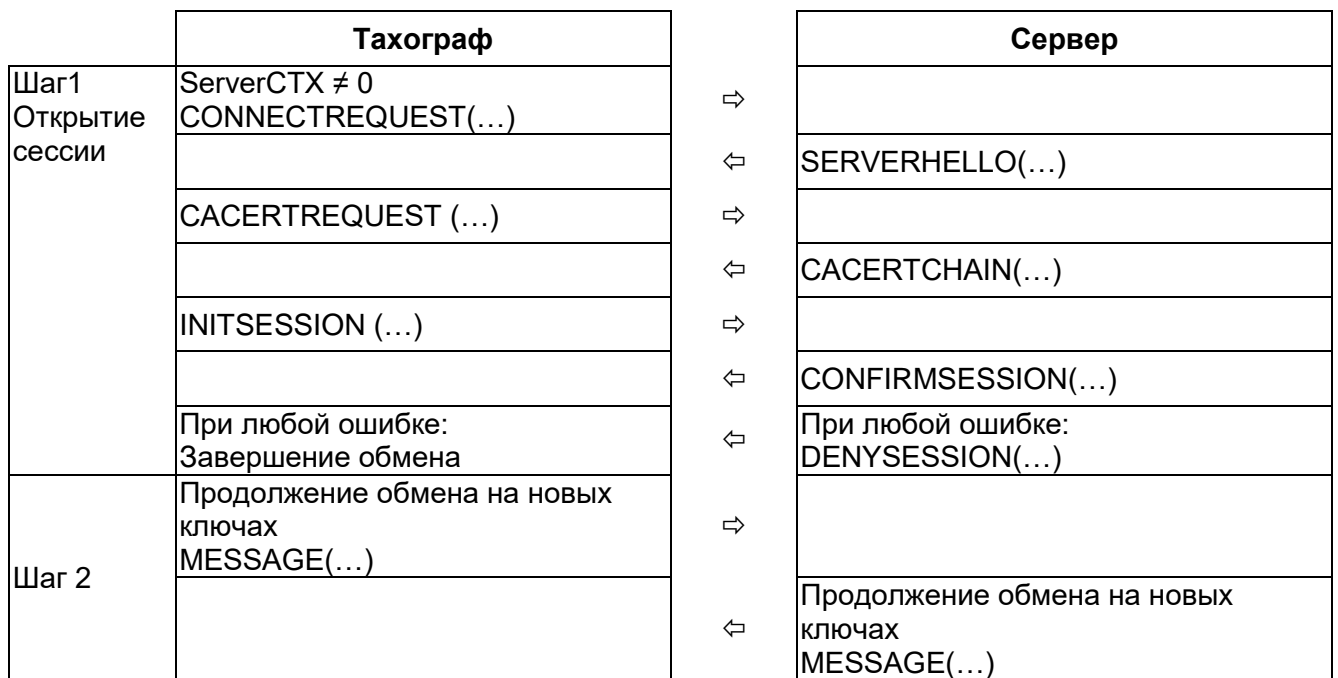 Тахограф
Сервер
Шаг1
Открытие
сессии
ServerCTX ≠ 0
CONNECTREQUEST(…)
⇨
⇦
SERVERHELLO(…)
CACERTREQUEST (…)
⇨
⇦
CACERTCHAIN(…)
INITSESSION (…)
⇨
⇦
CONFIRMSESSION(…)
При любой ошибке:
Завершение обмена
⇦
При любой ошибке:
DENYSESSION(…)
Шаг 2
Продолжение обмена на новых
ключах
MESSAGE(…)
⇨
⇦
Продолжение обмена на новых
ключах
MESSAGE(…)